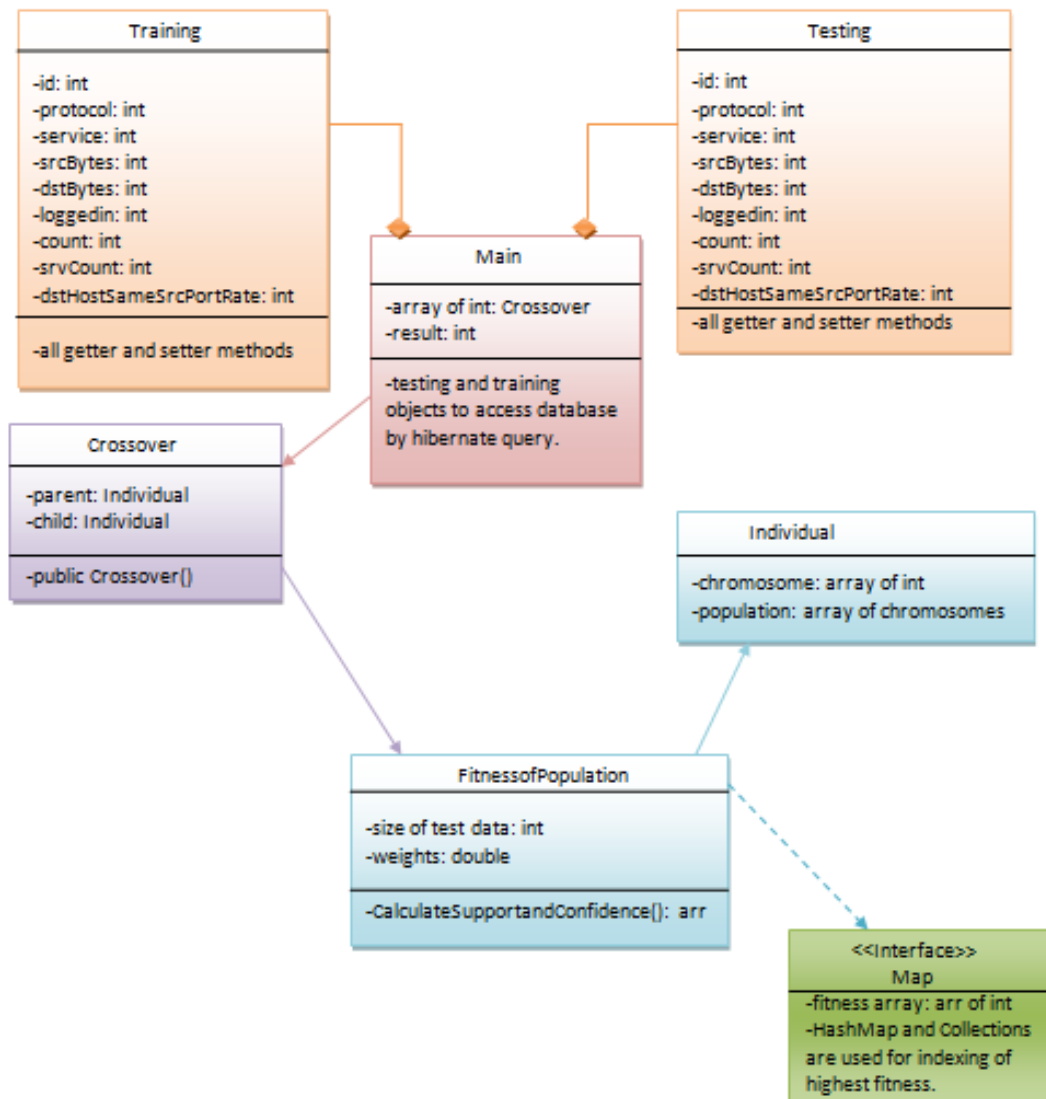 Training
-id: int
-protocol: int
-service: int
-srcBytes: int
-dstBytes: int
-loggedin: int
-count: int
-srvCount: int
-dstHostSameSrcPortRate: int
-all getter and setter methods
Testing
-id: int
-protocol: int
-service: int
-srcBytes: int
-dstBytes: int
-loggedin: int
-count: int
-srvCount: int
-dstHostSameSrcPortRate: int
-all getter and setter methods
Main
-array of int: Crossover
-result: int
-testing and training
objects to access database
by hibernate query.
Crossover
-parent: Individual
-child: Individual
-public Crossover()
Individual
-chromosome: array of int
-population: array of chromosomes
FitnessofPopulation
-size of test data: int
-weights: double
-CalculateSupportandConfidence(): arr
<<Interface>>
Map
-fitness array: arr of int
-HashMap and Collections
are used for indexing of
highest fitness.